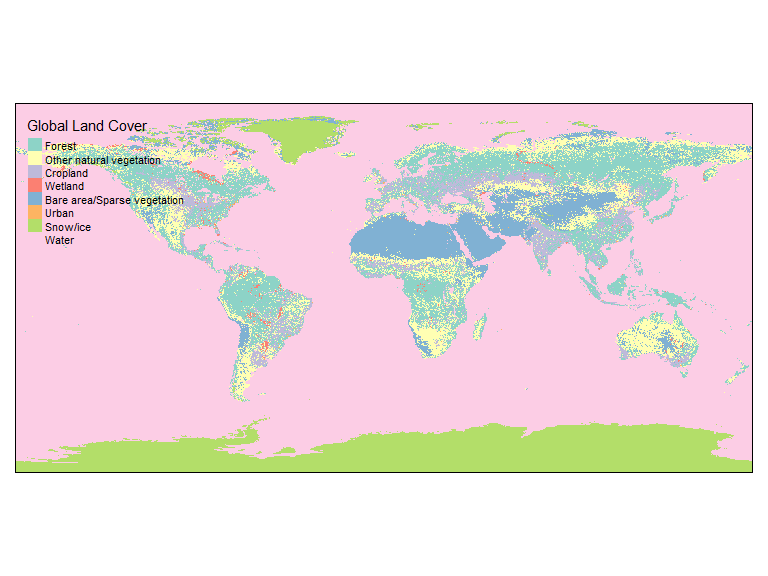 Global Land Cover
Forest
Other natural vegetation
Cropland
Wetland
Bare area/Sparse vegetation
Urban
Snow/ice
Water